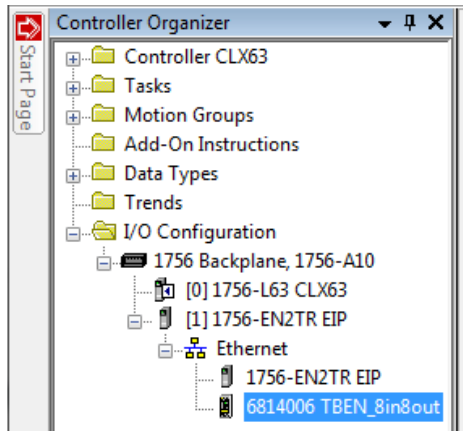 Controller Organizer
Start Page
Controller CLX63
Tasks
Motion Groups
Add-On Instructions
Data Types
Trends
I/O Configuration
1756 Backplane, 1756-A10
[0] 1756-L63 CLX63
[1] 1756-EN2TR EIP
Ethernet
1756-EN2TR EIP
6814006 TBEN_8in8out